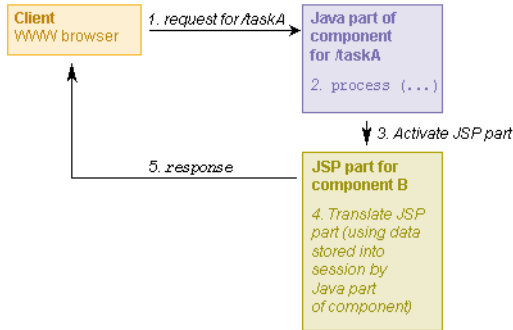 Client
WWW browser
1. request for /taskA
Java part of
component
for /taskA
2. process (...)
3. Activate JSP part
5. response
JSP part for
component B
4. Translate JSP
part (using data
stored into
session by
Java part
of component)